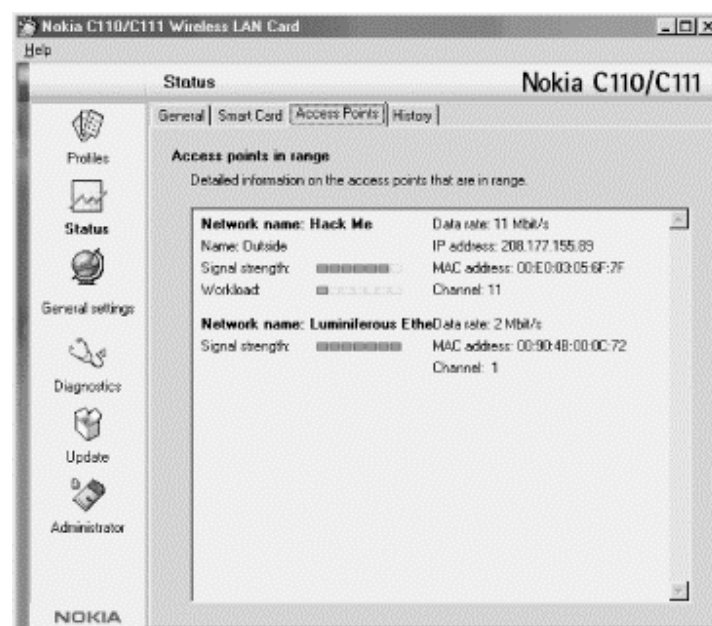 Nokia C110/C111 Wireless LAN Card
Help
Status Nokia C110/C111
General Smart Card Access Points History
Profiles
Status
General settings
Diagnostics
Update
Administrator
NOKIA
Access points in range
Detailed information on the access points that are in range.
Network name: Hack Me Data rate: 11 Mbit/s
Name: Outside IP address: 208.177.155.89
Signal strength: MAC address: 00:E0:03:05:6F:7F
Workload: Channel: 11
Network name: Luminiferous Ethe Data rate: 2 Mbit/s
Signal strength: MAC address: 00:90:4B:00:0C:72
Channel: 1